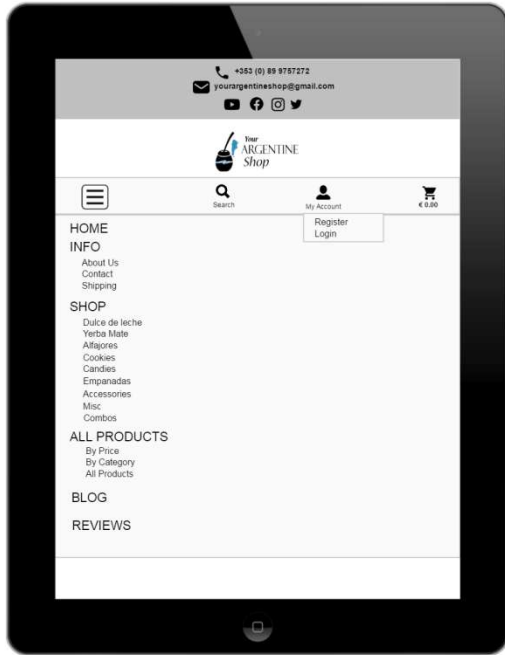 +353 (0) 89 9757272
yourargentineshop@gmail.com
Your
ARGENTINE
Shop
Search
My Account
€ 0.00
Register
Login
HOME
INFO
About Us
Contact
Shipping
SHOP
Dulce de leche
Yerba Mate
Alfajores
Cookies
Candies
Empanadas
Accessories
Misc
Combos
ALL PRODUCTS
By Price
By Category
All Products
BLOG
REVIEWS